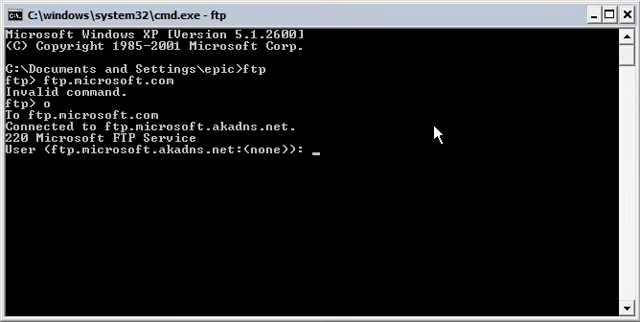 C:\windows\system32\cmd.exe - ftp
Microsoft Windows XP [Version 5.1.2600]
(C) Copyright 1985-2001 Microsoft Corp.
C:\Documents and Settings\epic>ftp
ftp> ftp.microsoft.com
Invalid command.
ftp> o
To ftp.microsoft.com
Connected to ftp.microsoft.akadns.net.
220 Microsoft FTP Service
User (ftp.microsoft.akadns.net:(none)): _